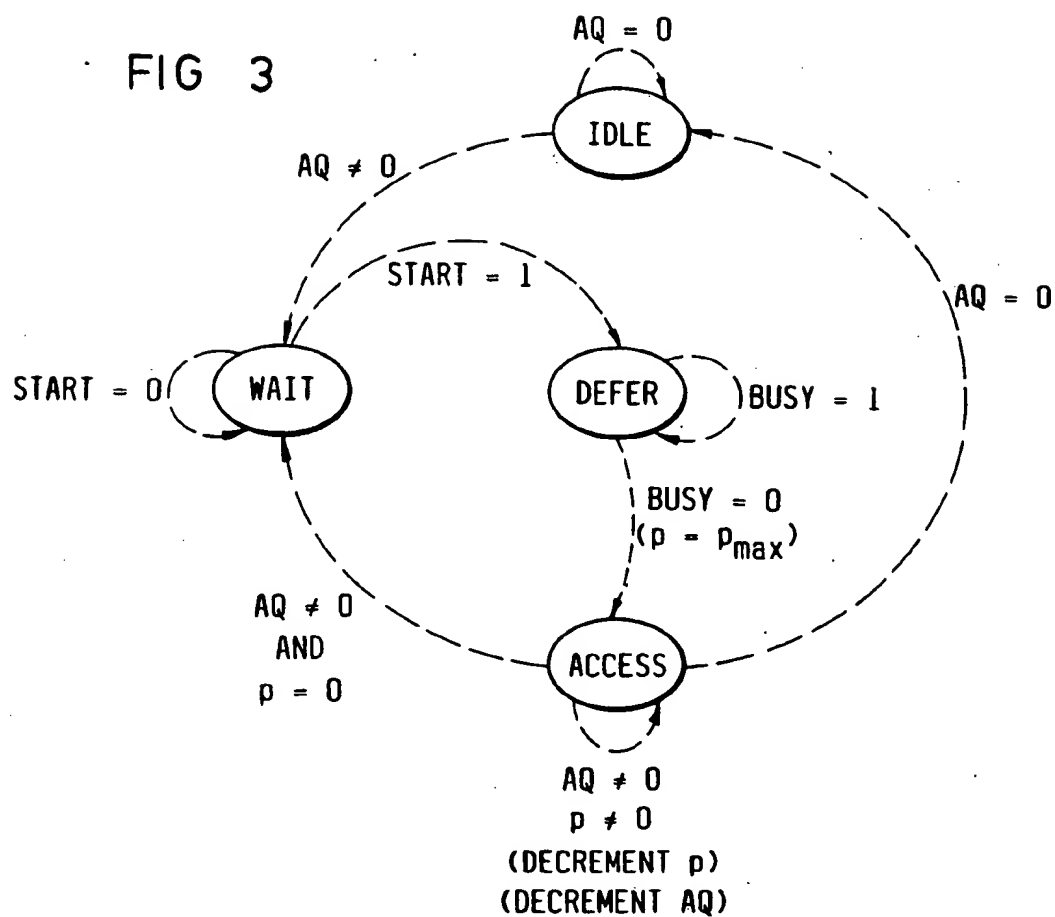 FIG 3
AQ = 0
IDLE
AQ ≠ 0
START = 1
AQ = 0
START = 0
WAIT
DEFER
BUSY = 1
BUSY = 0
(p = pmax)
AQ ≠ 0
AND
p = 0
ACCESS
AQ ≠ 0
p ≠ 0
(DECREMENT p)
(DECREMENT AQ)